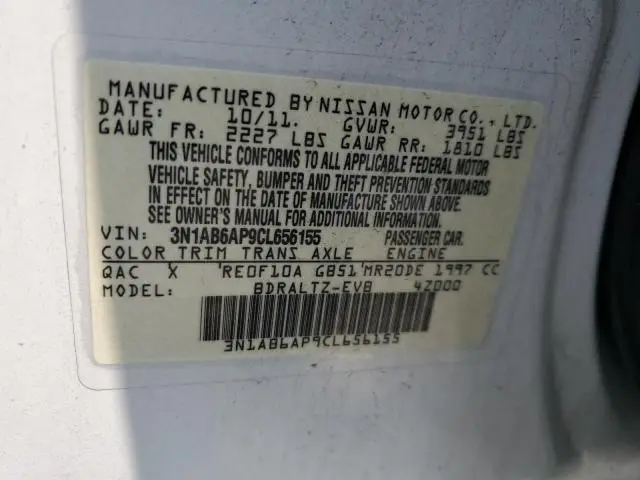 MANUFACTURED BY NISSAN MOTOR CO., LTD.
DATE: 10/11. GVWR: 3951 LBS
GAWR FR: 2227 LBS GAWR RR: 1810 LBS
THIS VEHICLE CONFORMS TO ALL APPLICABLE FEDERAL MOTOR
VEHICLE SAFETY, BUMPER AND THEFT PREVENTION STANDARDS
IN EFFECT ON THE DATE OF MANUFACTURE SHOWN ABOVE.
SEE OWNER'S MANUAL FOR ADDITIONAL INFORMATION.
VIN: 3N1AB6AP9CL656155 PASSENGER CAR.
COLOR TRIM TRANS AXLE ENGINE
QAC X 'RE0F10A GB51'MR20DE 1997 CC
MODEL: BDRALTZ-EVB 4Z000
3N1AB6AP9CL656155